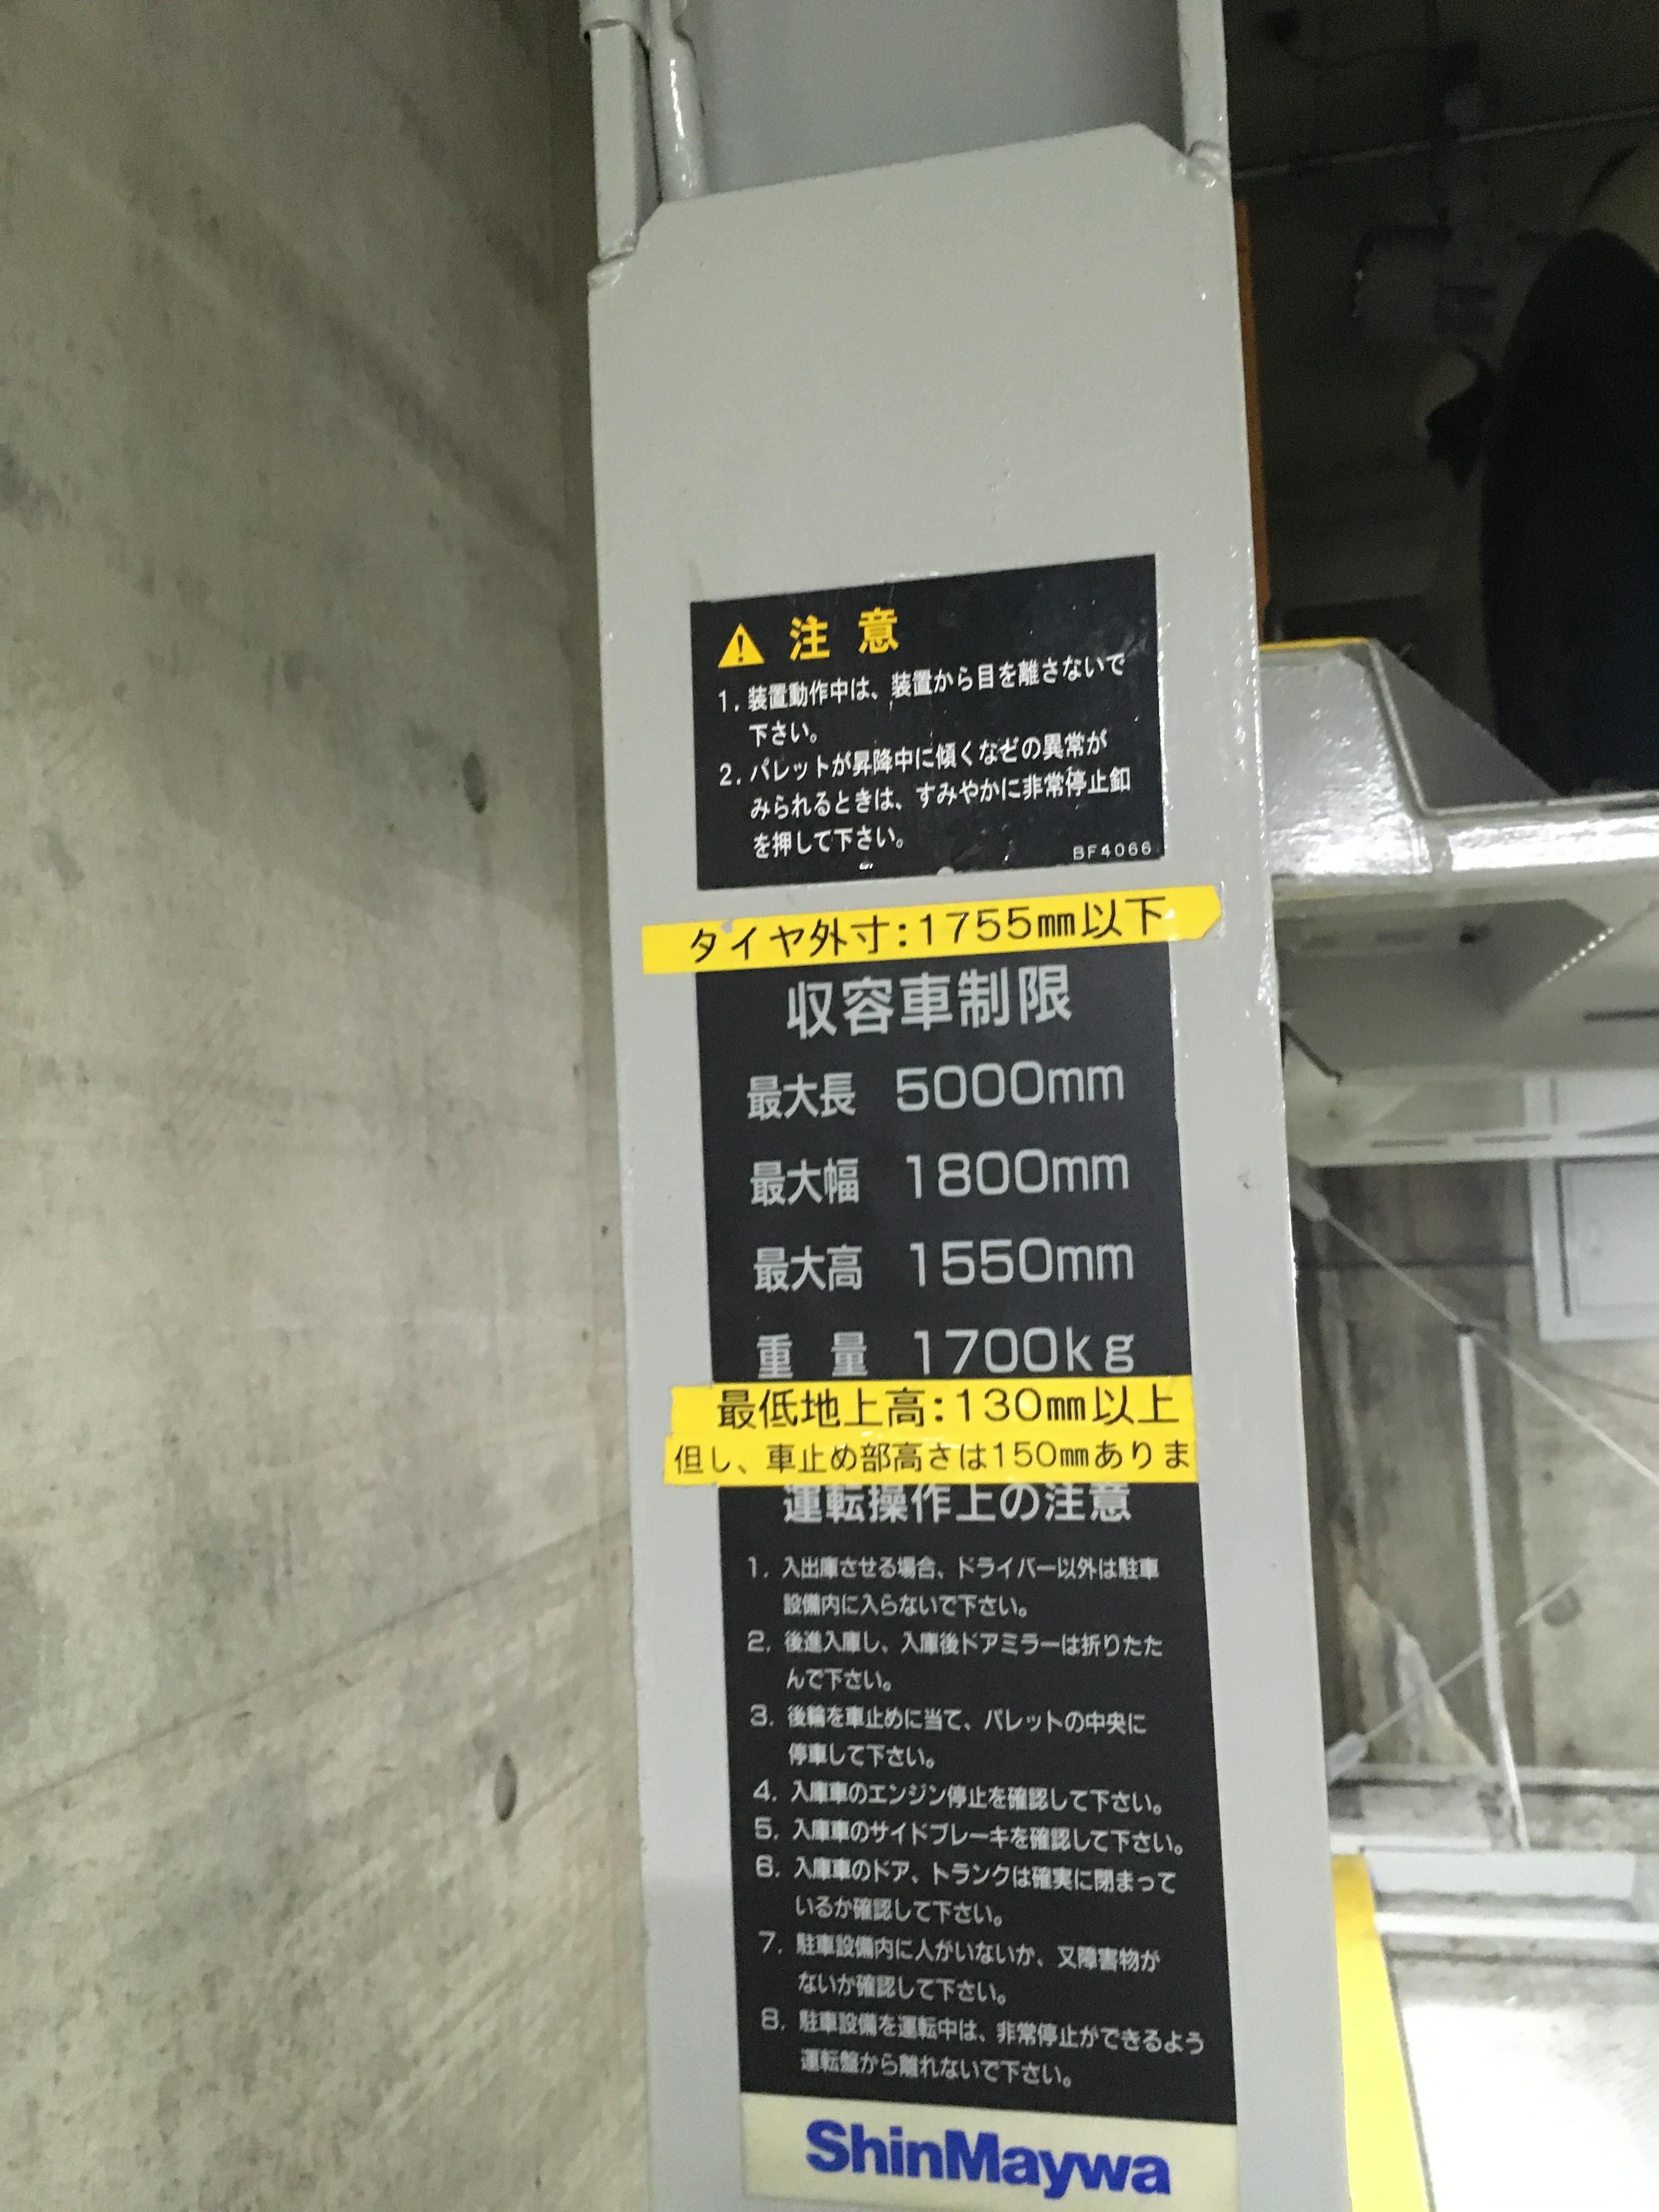 注意
1. 装置動作中は、装置から目を離さないで
下さい。
2. パレットが昇降中に傾くなどの異常が
みられるときは、すみやかに非常停止釦
を押して下さい。
BF4066
タイヤ外寸:1755㎜以下
収容車制限
最大長 5000mm
最大幅 1800mm
最大高 1550mm
重量 1700kg
最低地上高:130㎜以上
但し、車止め部高さは150㎜ありま
運転操作上の注意
1. 入出庫させる場合、ドライバー以外は駐車
設備内に入らないで下さい。
2. 後進入庫し、入庫後ドアミラーは折りたた
んで下さい。
3. 後輪を車止めに当て、パレットの中央に
停車して下さい。
4. 入庫車のエンジン停止を確認して下さい。
5. 入庫車のサイドブレーキを確認して下さい。
6. 入庫車のドア、トランクは確実に閉まって
いるか確認して下さい。
7. 駐車設備内に人がいないか、又障害物が
ないか確認して下さい。
8. 駐車設備を運転中は、非常停止ができるよう
運転盤から離れないで下さい。
ShinMaywa